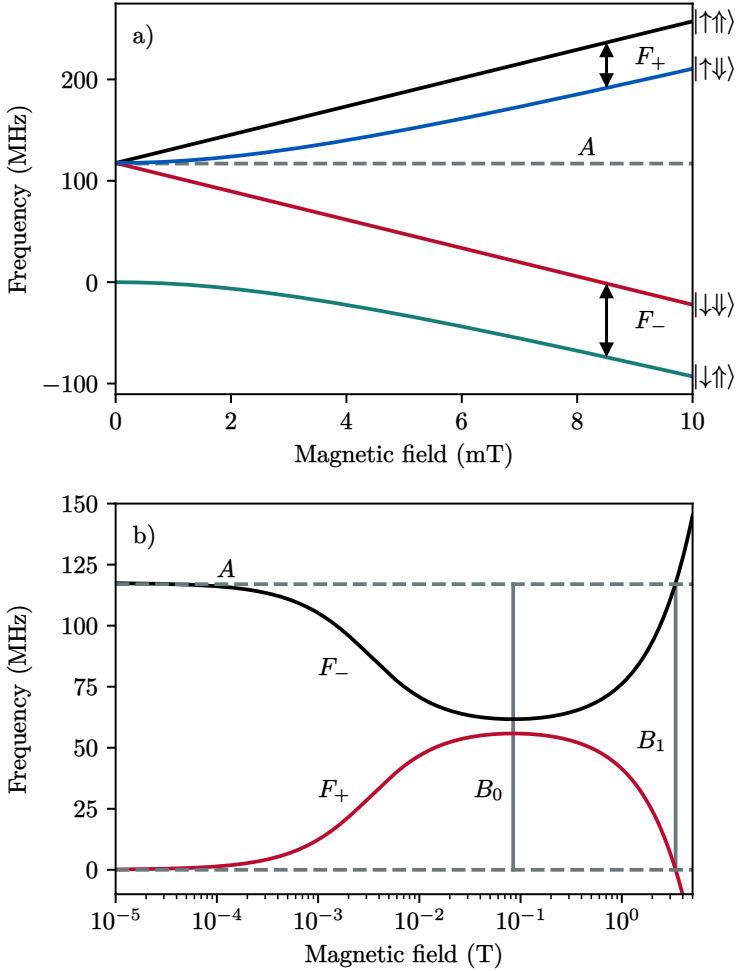 a)
|↑⇑⟩
|↑⇓⟩
F₊
A
|↓⇓⟩
F₋
|↓⇑⟩
200
100
0
−100
Frequency (MHz)
0 2 4 6 8 10
Magnetic field (mT)
b)
150
125
100
75
50
25
0
Frequency (MHz)
A
F₋
F₊
B₀
B₁
10⁻⁵ 10⁻⁴ 10⁻³ 10⁻² 10⁻¹ 10⁰
Magnetic field (T)